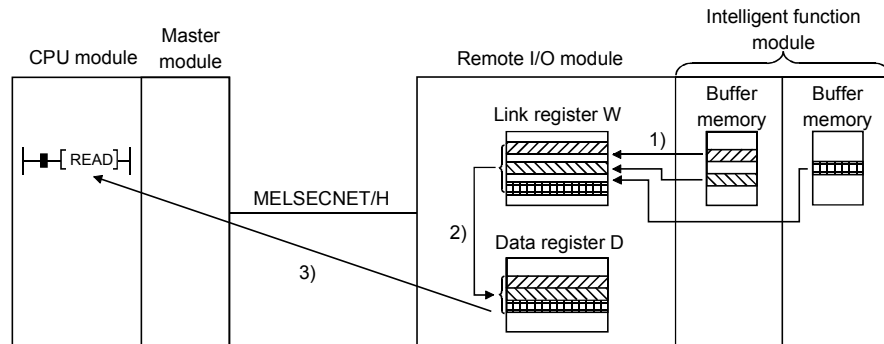 Intelligent function
module
Master
module
CPU module
Remote I/O module
Buffer
memory
Buffer
memory
Link register W
1)
READ
MELSECNET/H
2)
Data register D
3)